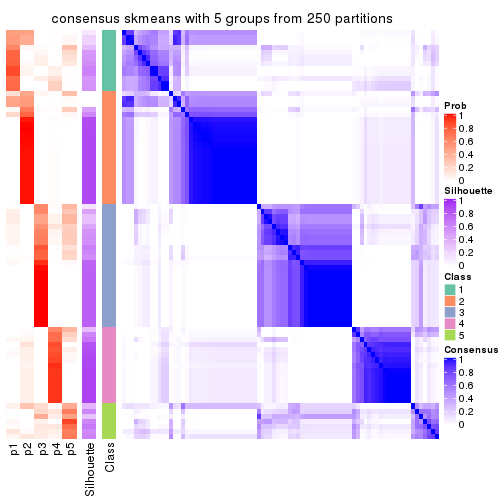 consensus skmeans with 5 groups from 250 partitions
Prob
1
0.8
0.6
0.4
0.2
0
Silhouette
1
0.8
0.6
0.4
0.2
0
Class
1
2
3
4
5
Consensus
1
0.8
0.6
0.4
0.2
0
p1
p2
p3
p4
p5
Silhouette
Class